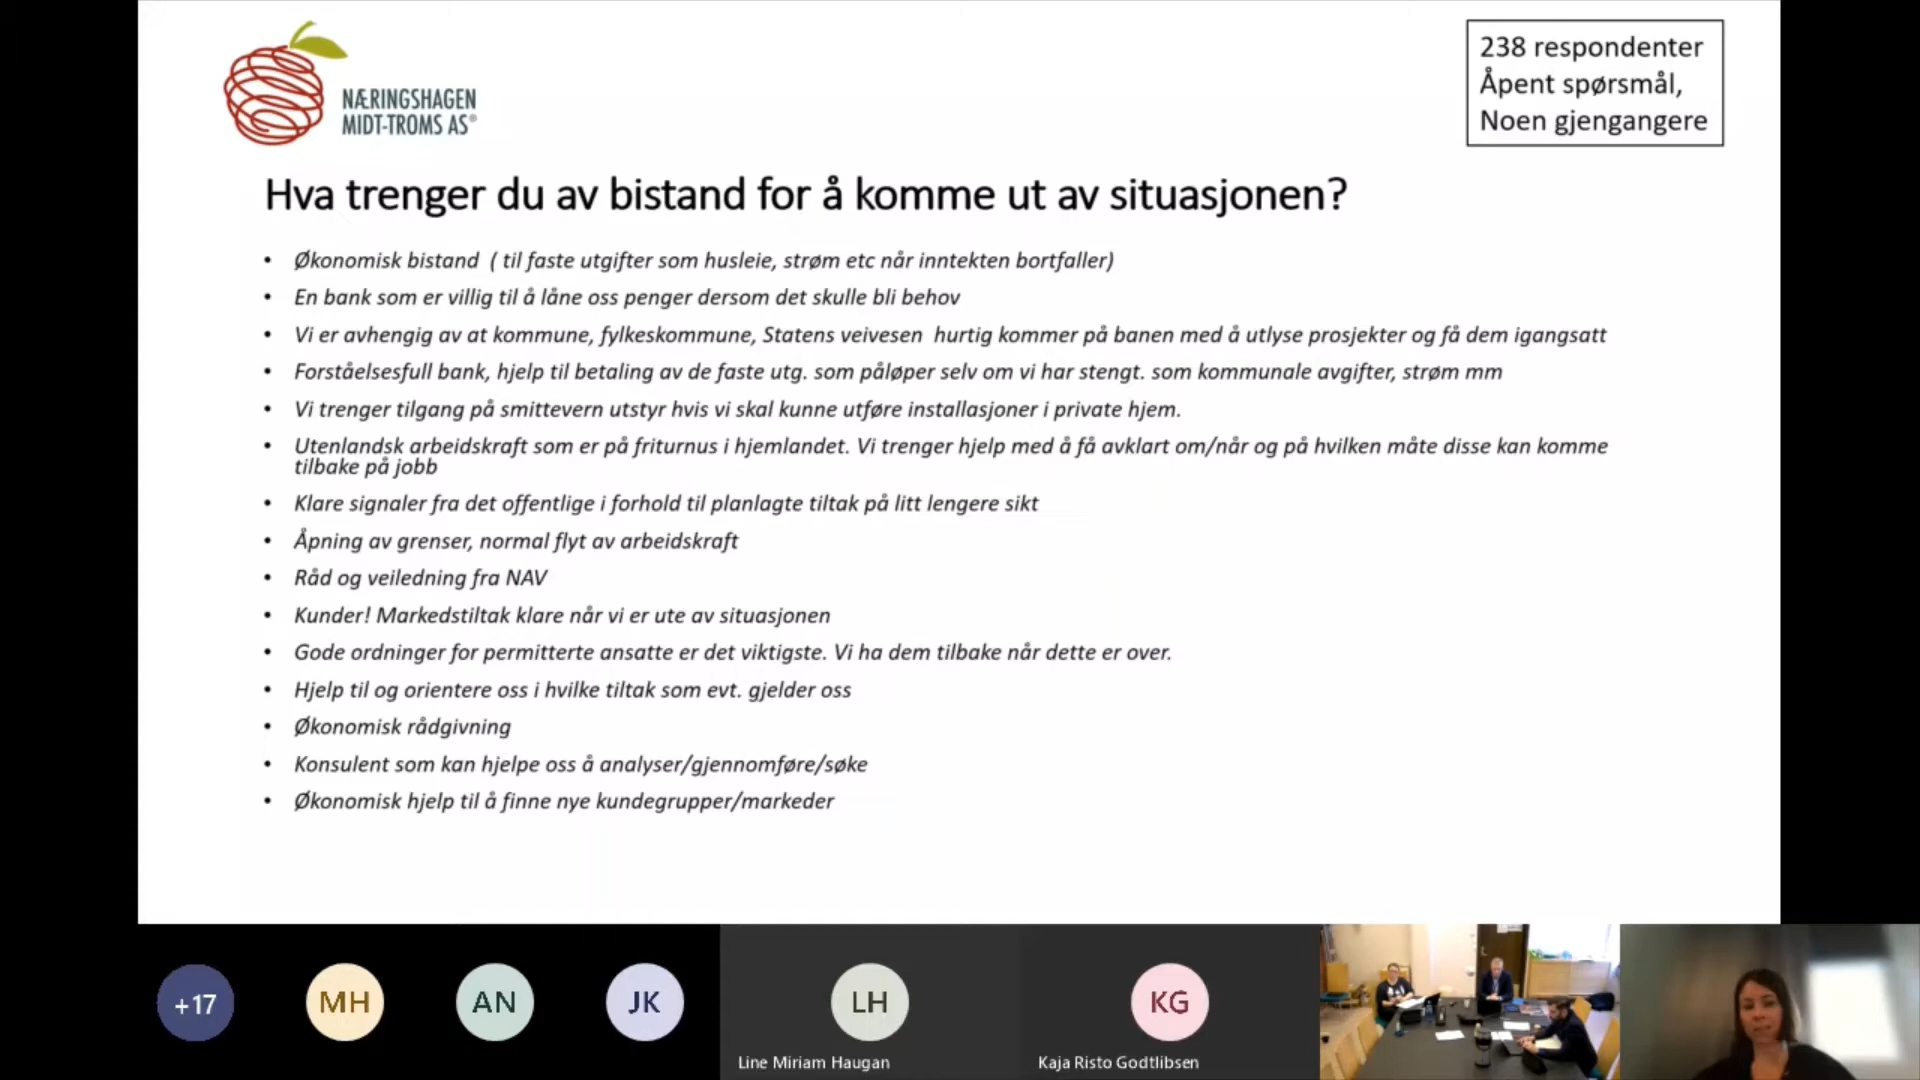 NÆRINGSHAGEN
MIDT-TROMS AS®
238 respondenter
Åpent spørsmål,
Noen gjengangere
Hva trenger du av bistand for å komme ut av situasjonen?
• Økonomisk bistand ( til faste utgifter som husleie, strøm etc når inntekten bortfaller)
• En bank som er villig til å låne oss penger dersom det skulle bli behov
• Vi er avhengig av at kommune, fylkeskommune, Statens veivesen hurtig kommer på banen med å utlyse prosjekter og få dem igangsatt
• Forståelsesfull bank, hjelp til betaling av de faste utg. som påløper selv om vi har stengt. som kommunale avgifter, strøm mm
• Vi trenger tilgang på smittevern utstyr hvis vi skal kunne utføre installasjoner i private hjem.
• Utenlandsk arbeidskraft som er på friturnus i hjemlandet. Vi trenger hjelp med å få avklart om/når og på hvilken måte disse kan komme
tilbake på jobb
• Klare signaler fra det offentlige i forhold til planlagte tiltak på litt lengere sikt
• Åpning av grenser, normal flyt av arbeidskraft
• Råd og veiledning fra NAV
• Kunder! Markedstiltak klare når vi er ute av situasjonen
• Gode ordninger for permitterte ansatte er det viktigste. Vi ha dem tilbake når dette er over.
• Hjelp til og orientere oss i hvilke tiltak som evt. gjelder oss
• Økonomisk rådgivning
• Konsulent som kan hjelpe oss å analyser/gjennomføre/søke
• Økonomisk hjelp til å finne nye kundegrupper/markeder
+17
MH
AN
JK
LH
KG
Line Miriam Haugan
Kaja Risto Godtlibsen